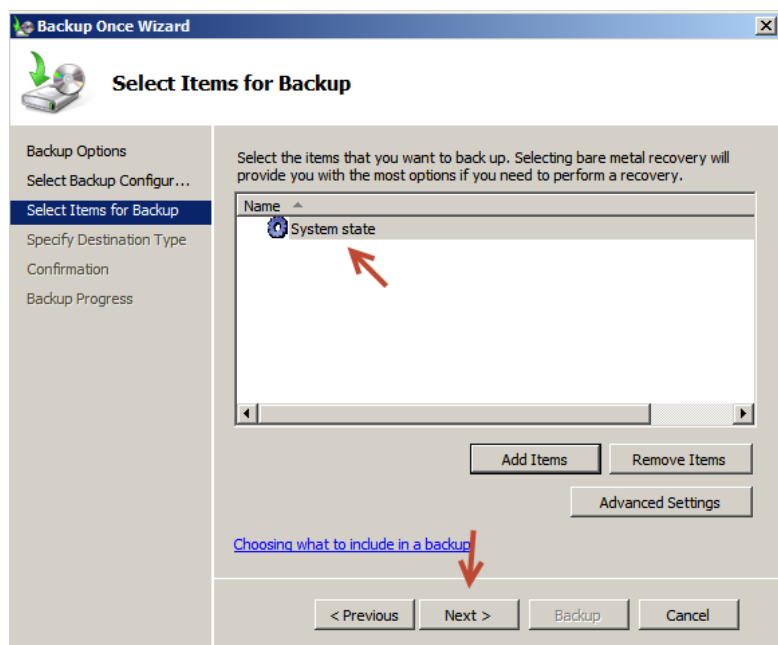 Backup Once Wizard
Select Items for Backup
Backup Options
Select Backup Configur...
Select Items for Backup
Specify Destination Type
Confirmation
Backup Progress
Select the items that you want to back up. Selecting bare metal recovery will
provide you with the most options if you need to perform a recovery.
Name
System state
Add Items
Remove Items
Advanced Settings
Choosing what to include in a backup
< Previous
Next >
Backup
Cancel